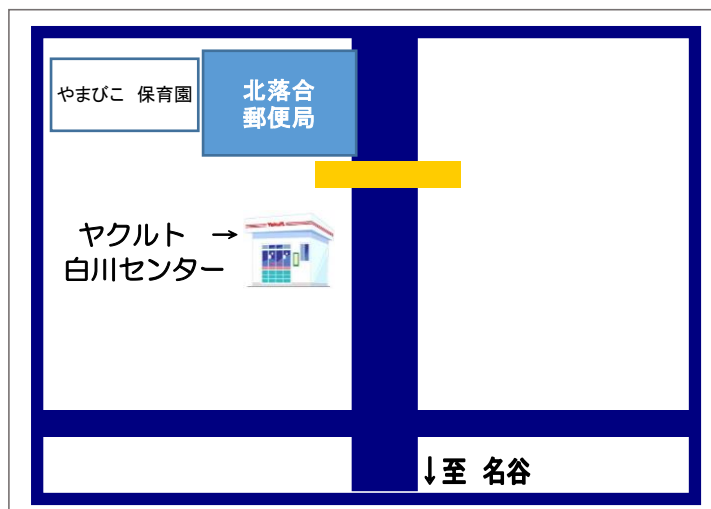 やまびこ 保育園
北落合
郵便局
ヤクルト →
白川センター
↓至 名谷